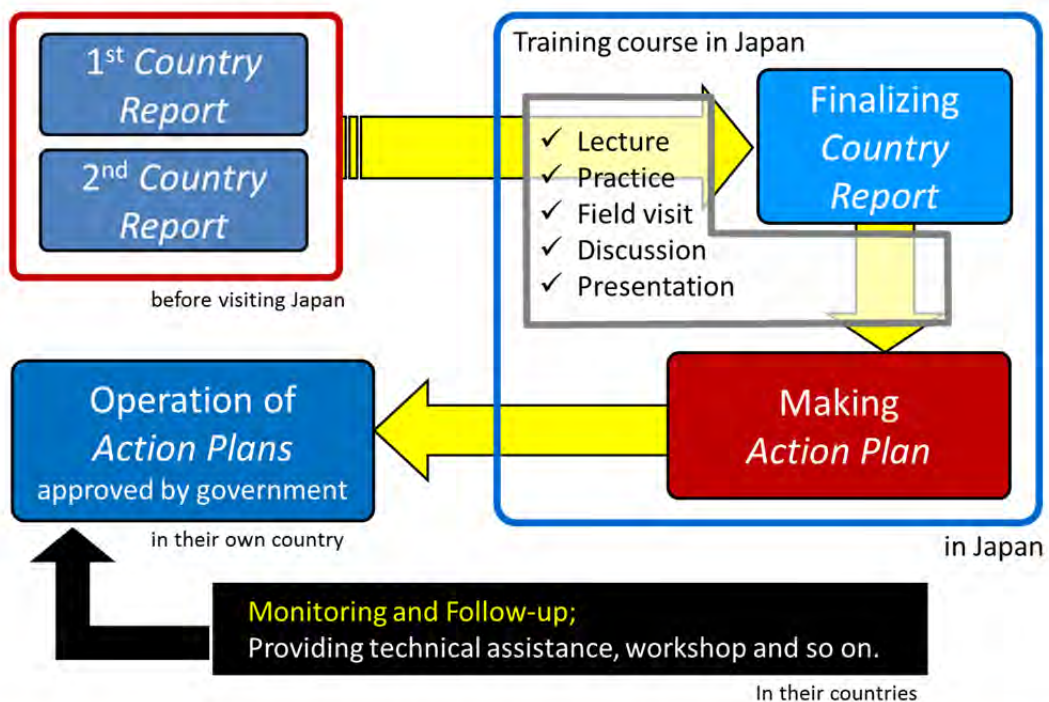 1st Country
Report
2nd Country
Report
before visiting Japan
Training course in Japan
✓ Lecture
✓ Practice
✓ Field visit
✓ Discussion
✓ Presentation
Finalizing
Country
Report
Making
Action Plan
in Japan
Operation of
Action Plans
approved by government
in their own country
Monitoring and Follow-up;
Providing technical assistance, workshop and so on.
In their countries